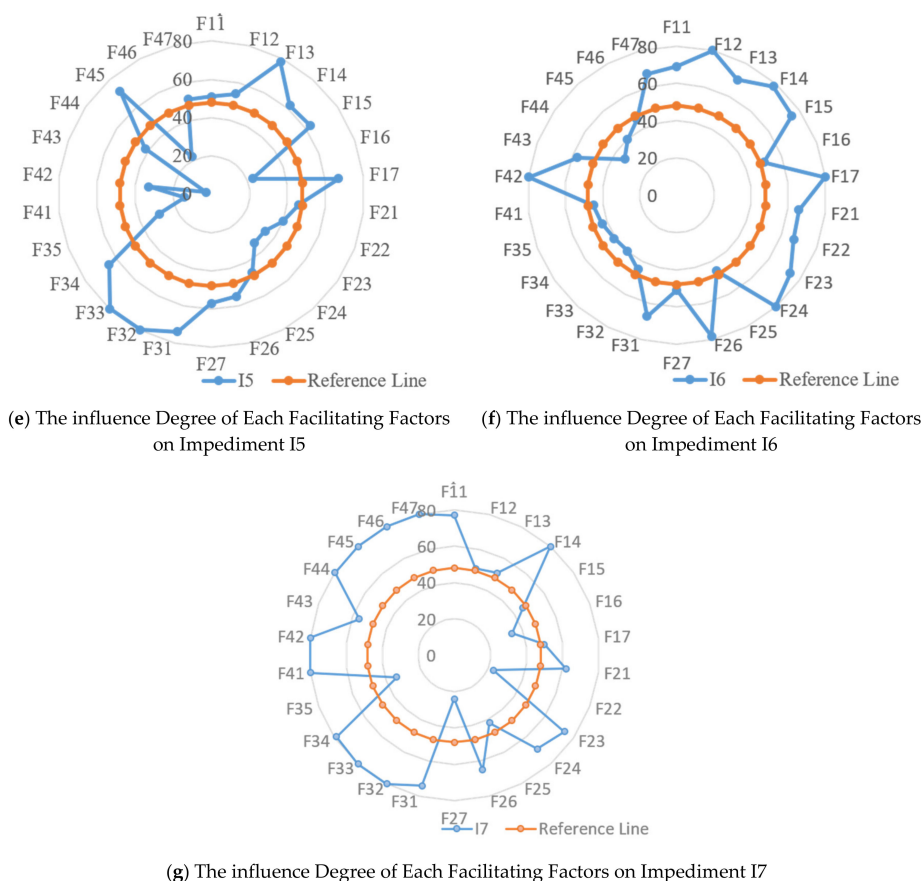 F11
F12
F13
F14
F15
F16
F17
F21
F22
F23
F24
F25
F26
F27
F31
F32
F33
F34
F35
F41
F42
F43
F44
F45
F46
F47
80
60
40
20
0
I5 Reference Line
F11
F12
F13
F14
F15
F16
F17
F21
F22
F23
F24
F25
F26
F27
F31
F32
F33
F34
F35
F41
F42
F43
F44
F45
F46
F47
80
60
40
20
0
I6 Reference Line
(e) The influence Degree of Each Facilitating Factors
on Impediment I5
(f) The influence Degree of Each Facilitating Factors
on Impediment I6
F11
F12
F13
F14
F15
F16
F17
F21
F22
F23
F24
F25
F26
F27
F31
F32
F33
F34
F35
F41
F42
F43
F44
F45
F46
F47
80
60
40
20
0
I7 Reference Line
(g) The influence Degree of Each Facilitating Factors on Impediment I7